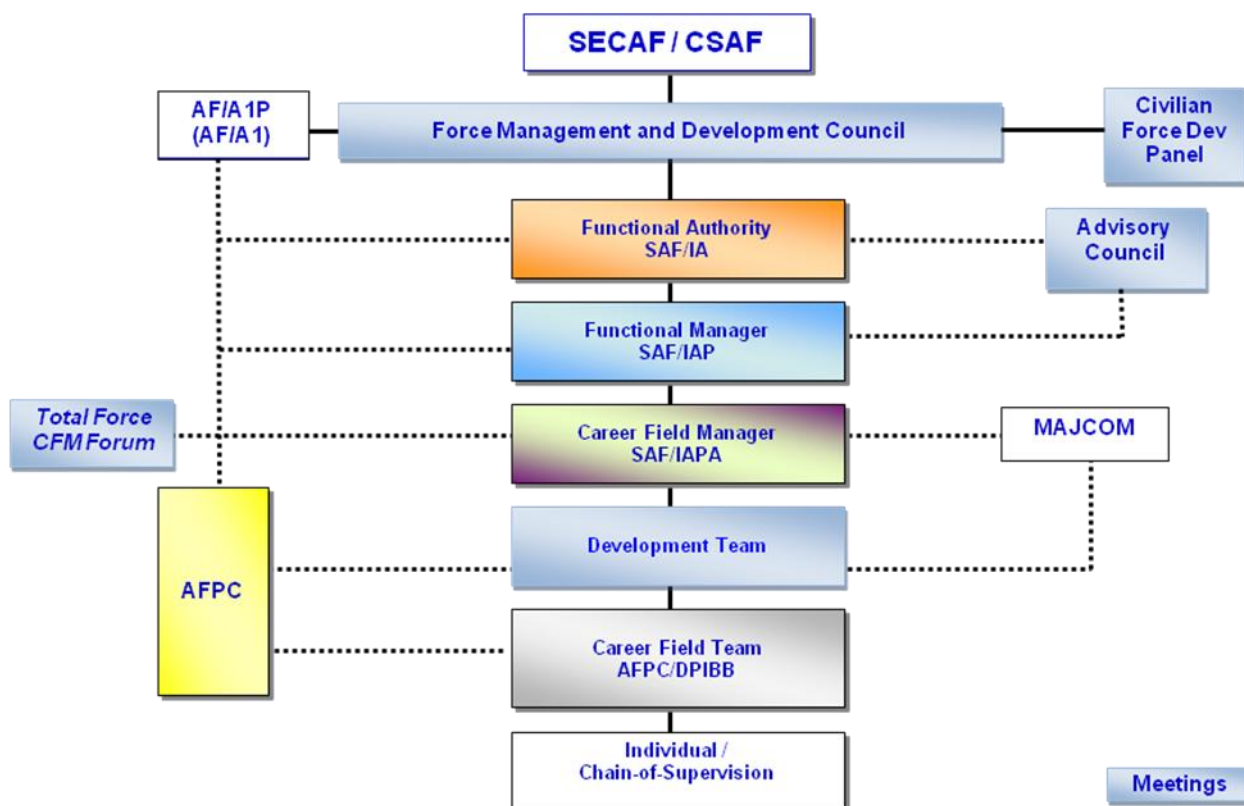 SECAF / CSAF
AF/A1P
(AF/A1)
Force Management and Development Council
Civilian
Force Dev
Panel
Functional Authority
SAF/IA
Advisory
Council
Functional Manager
SAF/IAP
Total Force
CFM Forum
Career Field Manager
SAF/IAPA
MAJCOM
Development Team
AFPC
Career Field Team
AFPC/DPIBB
Individual /
Chain-of-Supervision
Meetings